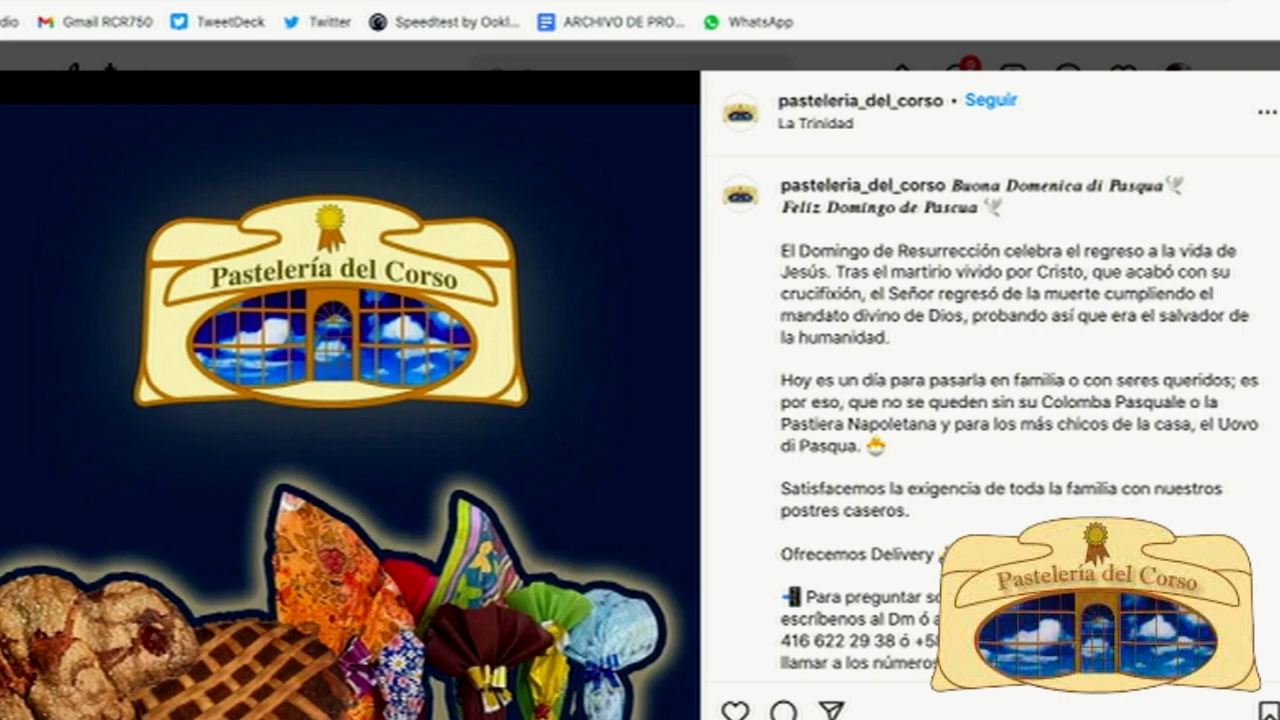 dio Gmail RCR750 TweetDeck Twitter Speedtest by Ookl... ARCHIVO DE PRO... WhatsApp
pasteleria_del_corso • Seguir
La Trinidad
Pastelería del Corso
pasteleria_del_corso Buona Domenica di Pasqua🕊
Feliz Domingo de Pascua 🕊
El Domingo de Resurrección celebra el regreso a la vida de
Jesús. Tras el martirio vivido por Cristo, que acabó con su
crucifixión, el Señor regresó de la muerte cumpliendo el
mandato divino de Dios, probando así que era el salvador de
la humanidad.
Hoy es un día para pasarla en familia o con seres queridos; es
por eso, que no se queden sin su Colomba Pasquale o la
Pastiera Napoletana y para los más chicos de la casa, el Uovo
di Pasqua. 🐣
Satisfacemos la exigencia de toda la familia con nuestros
postres caseros.
Ofrecemos Delivery
📲 Para preguntar
escríbenos al Dm ó
416 622 29 38 ó
llamar a los números
Pastelería del Corso